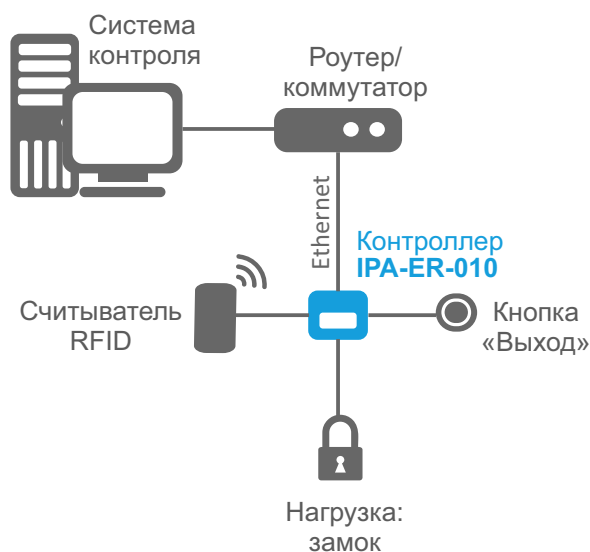 Система
контроля
Роутер/
коммутатор
Ethernet
Контроллер
IPA-ER-010
Считыватель
RFID
Кнопка
«Выход»
Нагрузка:
замок